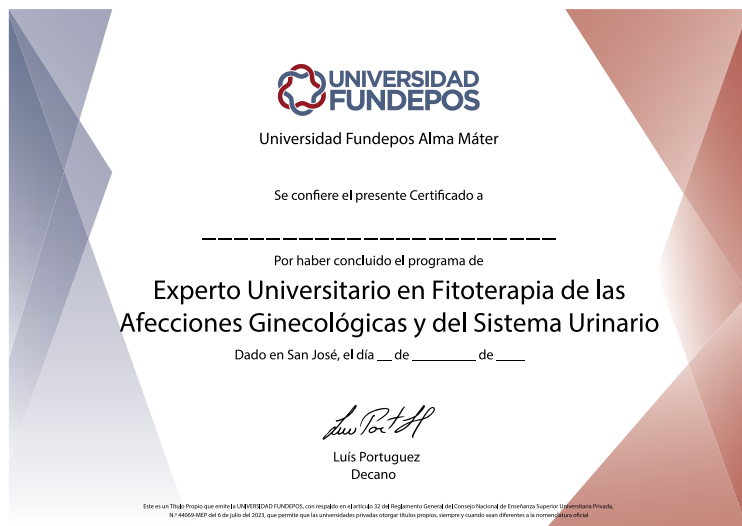 UNIVERSIDAD
FUNDEPOS
Universidad Fundepos Alma Máter
Se confiere el presente Certificado a
_______________________
Por haber concluido el programa de
Experto Universitario en Fitoterapia de las
Afecciones Ginecológicas y del Sistema Urinario
Dado en San José, el día __ de ________ de ____
Luís Portuguez
Decano
Este es un Título Propio que emite la UNIVERSIDAD FUNDEPOS, con respaldo en el artículo 32 del Reglamento General del Consejo Nacional de Enseñanza Superior Universitaria Privada,
N.º 44069-MEP del 6 de julio del 2023, que permite que las universidades privadas otorgar títulos propios, siempre y cuando sean diferentes a la nomenclatura oficial